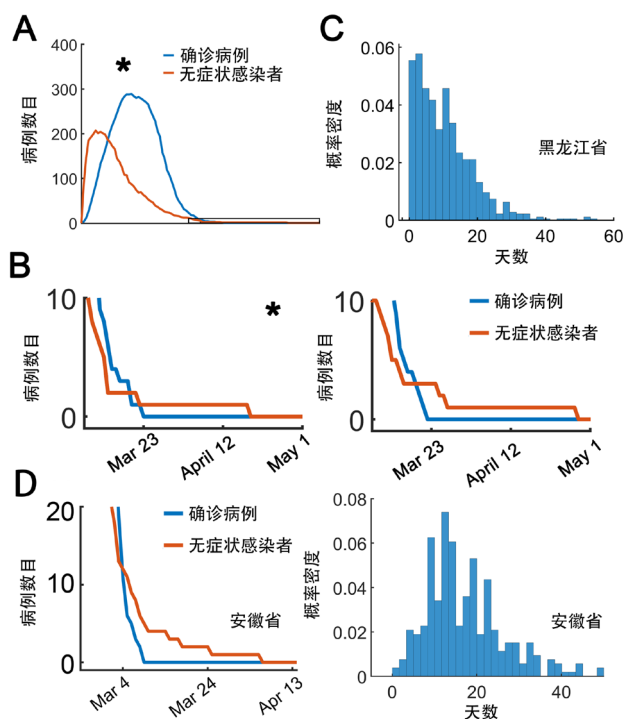 A
400
300
200
100
0
病例数目
*
确诊病例
无症状感染者
C
0.06
0.04
0.02
0
概率密度
黑龙江省
0
20
40
60
天数
B
10
0
病例数目
*
Mar 23
April 12
May 1
10
0
病例数目
确诊病例
无症状感染者
Mar 23
April 12
May 1
D
20
10
0
病例数目
确诊病例
无症状感染者
安徽省
Mar 4
Mar 24
Apr 13
0.08
0.06
0.04
0.02
0
概率密度
安徽省
0
20
40
天数